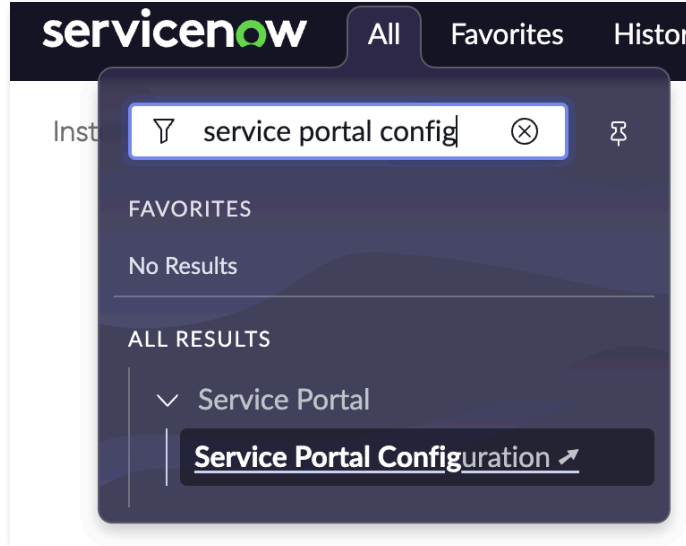 servicenow All Favorites Histor
Inst service portal config
FAVORITES
No Results
ALL RESULTS
Service Portal
Service Portal Configuration